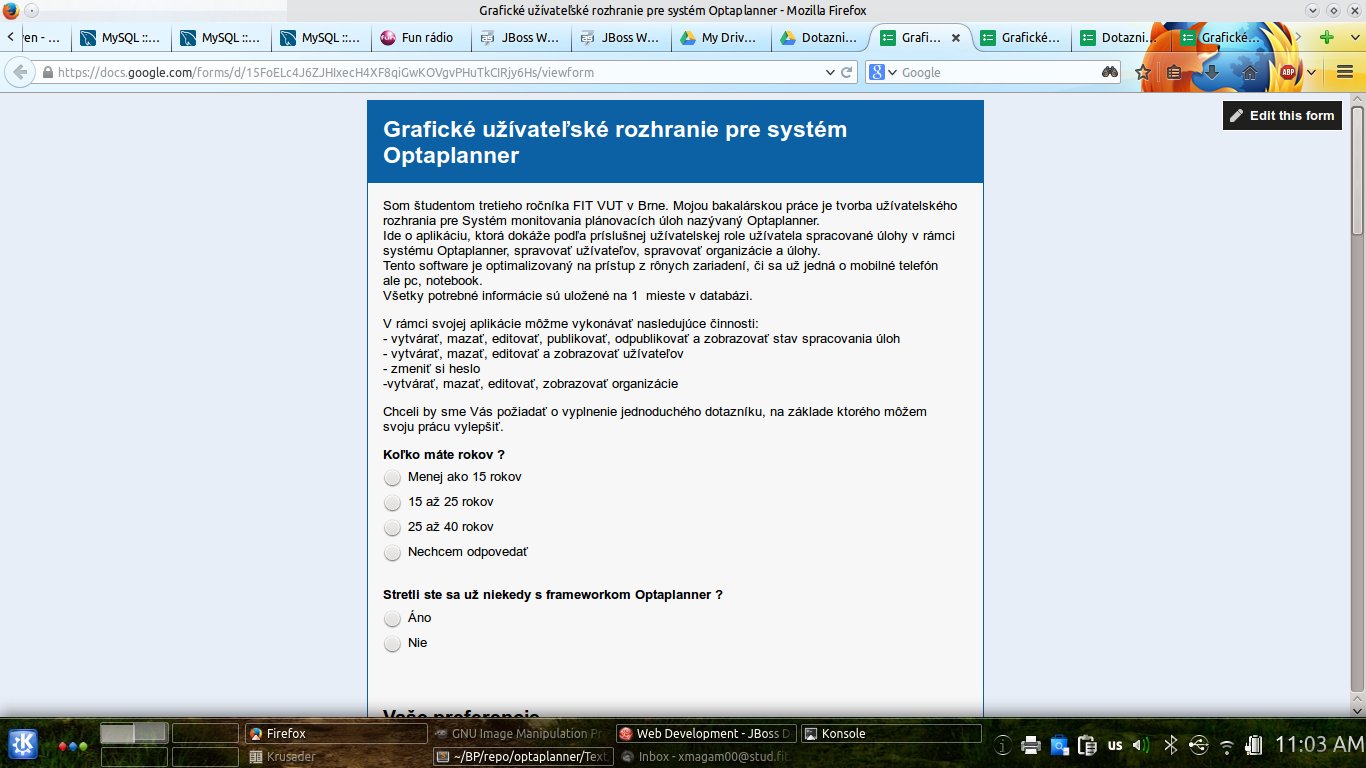 Grafické užívateľské rozhranie pre systém Optaplanner - Mozilla Firefox
en - ...
MySQL ::...
MySQL ::...
MySQL ::...
Fun rádio
JBoss W...
JBoss W...
My Driv...
Dotazni...
Grafi...
Grafické...
Dotazni...
Grafické
https://docs.google.com/forms/d/
/viewform
Google
ABP
Edit this form
Grafické užívateľské rozhranie pre systém
Optaplanner
Som študentom tretieho ročníka FIT VUT v Brne. Mojou bakalárskou práce je tvorba užívatelského
rozhrania pre Systém monitovania plánovacích úloh nazývaný Optaplanner.
Ide o aplikáciu, ktorá dokáže podľa príslušnej užívatelskej role užívatela spracované úlohy v rámci
systému Optaplanner, spravovať užívateľov, spravovať organizácie a úlohy.
Tento software je optimalizovaný na prístup z rônych zariadení, či sa už jedná o mobilné telefón
ale pc, notebook.
Všetky potrebné informácie sú uložené na 1 mieste v databázi.
V rámci svojej aplikácie môžme vykonávať nasledujúce činnosti:
- vytvárať, mazať, editovať, publikovať, odpublikovať a zobrazovať stav spracovania úloh
- vytvárať, mazať, editovať a zobrazovať užívateľov
- zmeniť si heslo
-vytvárať, mazať, editovať, zobrazovať organizácie
Chceli by sme Vás požiadať o vyplnenie jednoduchého dotazníku, na základe ktorého môžem
svoju prácu vylepšiť.
Koľko máte rokov ?
Menej ako 15 rokov
15 až 25 rokov
25 až 40 rokov
Nechcem odpovedať
Stretli ste sa už niekedy s frameworkom Optaplanner ?
Áno
Nie
Vaše preferencie
Firefox
GNU Image Manipulation Pr
Web Development - JBoss D
Konsole
Krusader
~/BP/repo/optaplanner/Text
Inbox - xmagam00@stud.fit
us
11:03 AM